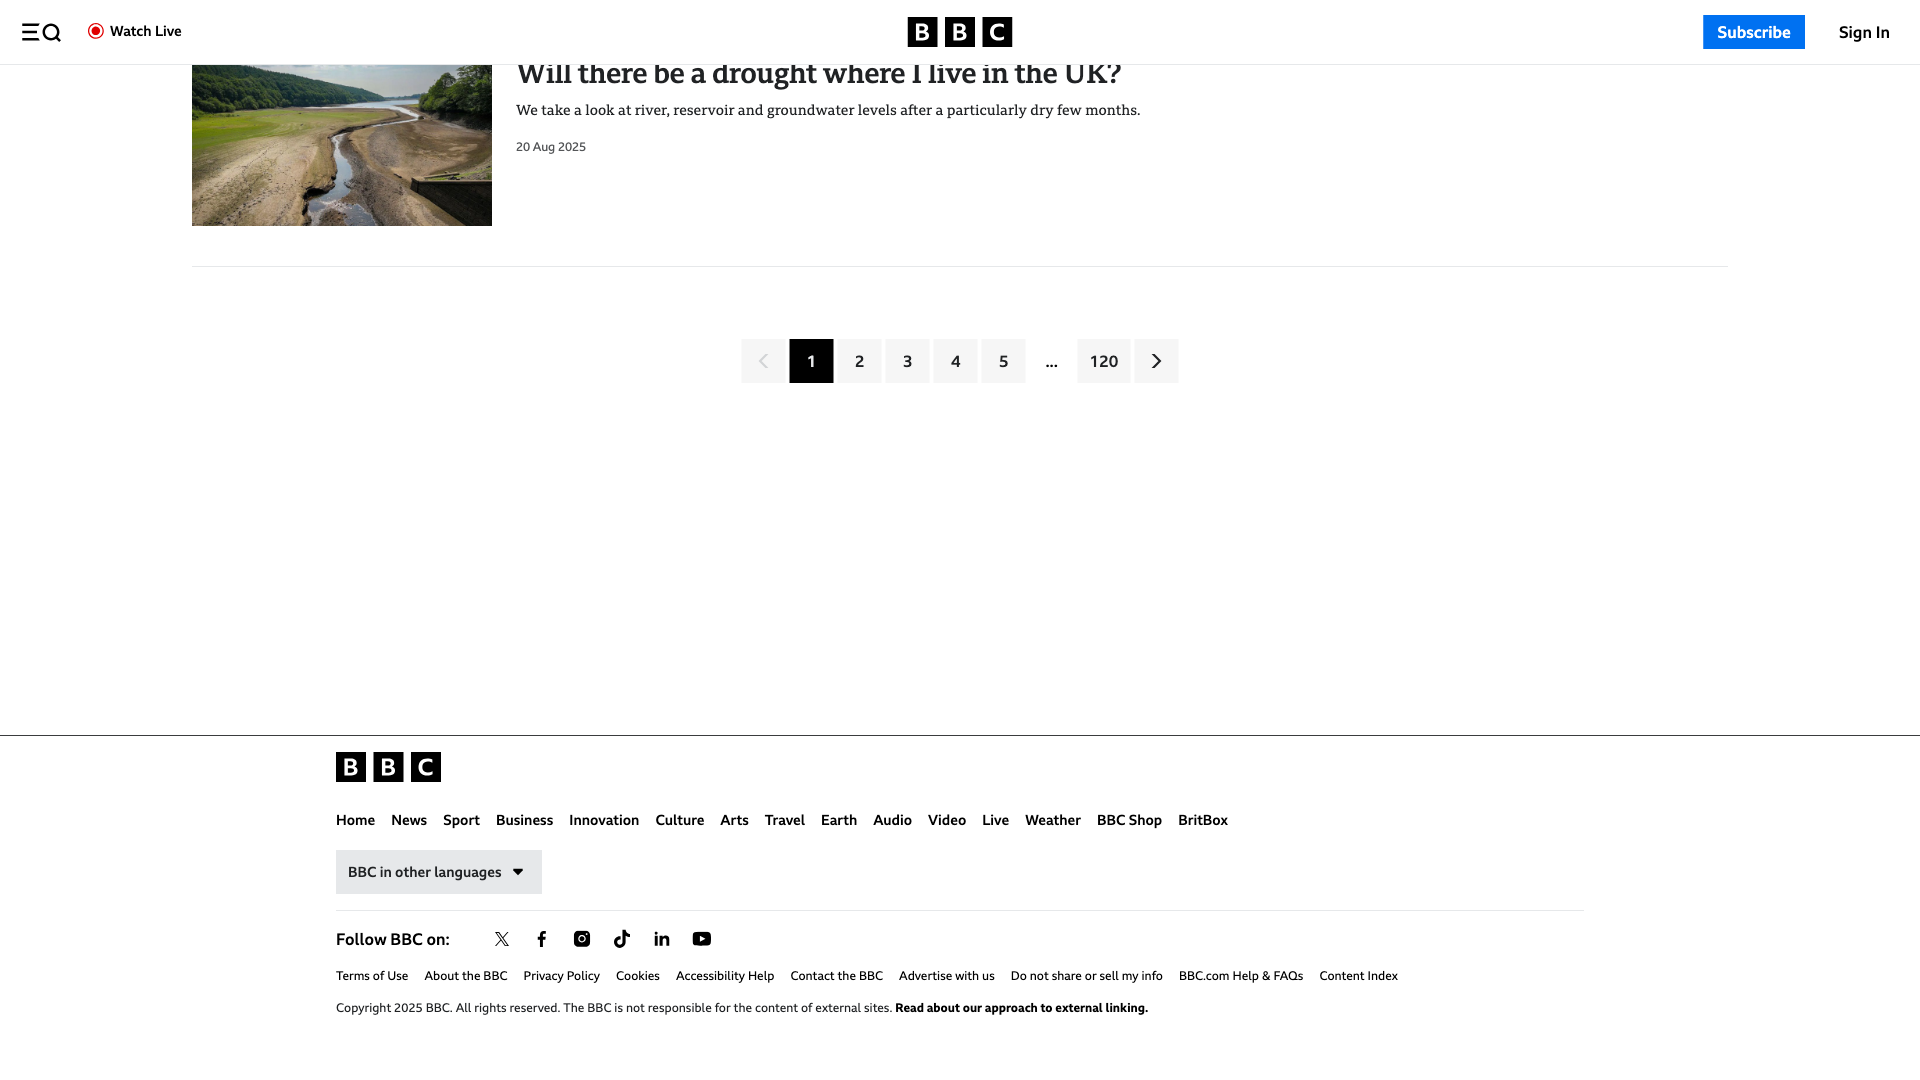 Watch Live
BBC
Subscribe
Sign In
Will there be a drought where I live in the UK?
We take a look at river, reservoir and groundwater levels after a particularly dry few months.
20 Aug 2025
1 2 3 4 5 ... 120
BBC
Home News Sport Business Innovation Culture Arts Travel Earth Audio Video Live Weather BBC Shop BritBox
BBC in other languages
Follow BBC on:
Terms of Use About the BBC Privacy Policy Cookies Accessibility Help Contact the BBC Advertise with us Do not share or sell my info BBC.com Help & FAQs Content Index
Copyright 2025 BBC. All rights reserved. The BBC is not responsible for the content of external sites. Read about our approach to external linking.